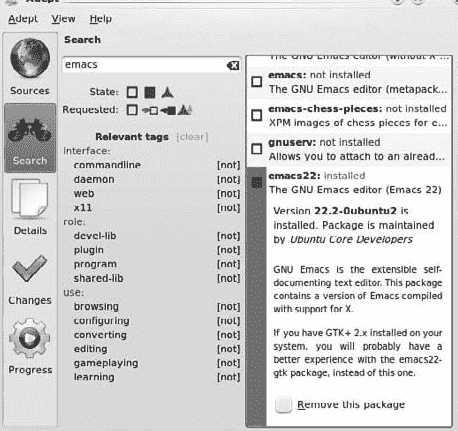 Adept
Adept View Help
Search
emacs
State:
Requested:
Relevant tags [clear]
interface:
commandline [not]
daemon [not]
web [not]
x11 [not]
role:
devel-lib [not]
plugin [not]
program [not]
shared-lib [not]
use:
browsing [not]
configuring [not]
converting [not]
editing [not]
gameplaying [not]
learning [not]
Sources
Search
Details
Changes
Progress
The GNU Emacs editor (without X ...
emacs: not installed
The GNU Emacs editor (metapack...
emacs-chess-pieces: not installed
XPM images of chess pieces for e...
gnuserv: not installed
Allows you to attach to an alread...
emacs22: installed
The GNU Emacs editor (Emacs 22)
Version 22.2-0ubuntu2 is
installed. Package is maintained
by Ubuntu Core Developers
GNU Emacs is the extensible self-
documenting text editor. This package
contains a version of Emacs compiled
with support for X.
If you have GTK+ 2.x installed on your
system, you will probably have a
better experience with the emacs22-
gtk package, instead of this one.
Remove this package